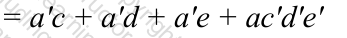 = a'c + a'd + a'e + ac'd'e'